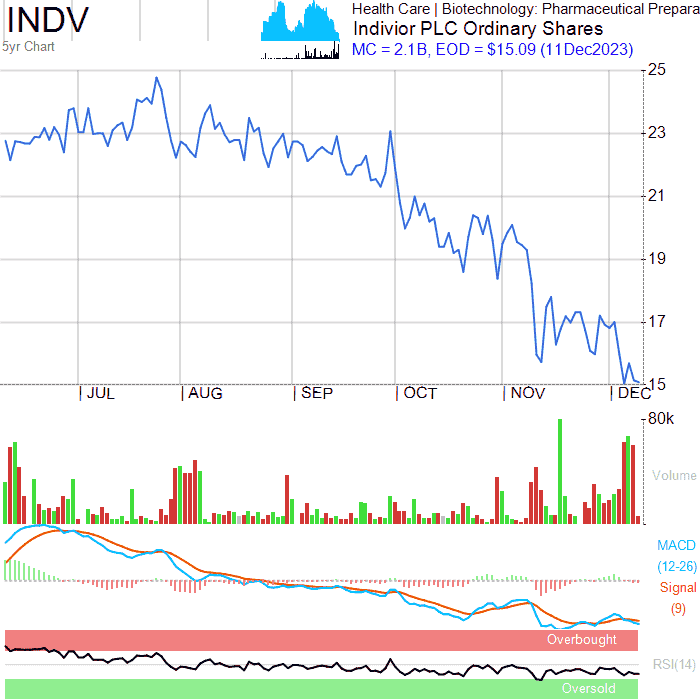 INDV
5yr Chart
Health Care | Biotechnology: Pharmaceutical Prepara
Indivior PLC Ordinary Shares
MC = 2.1B, EOD = $15.09 (11Dec2023)
25
23
21
19
17
15
JUL AUG SEP OCT NOV DEC
80k
Volume
MACD
(12-26)
Signal
(9)
Overbought
RSI(14)
Oversold